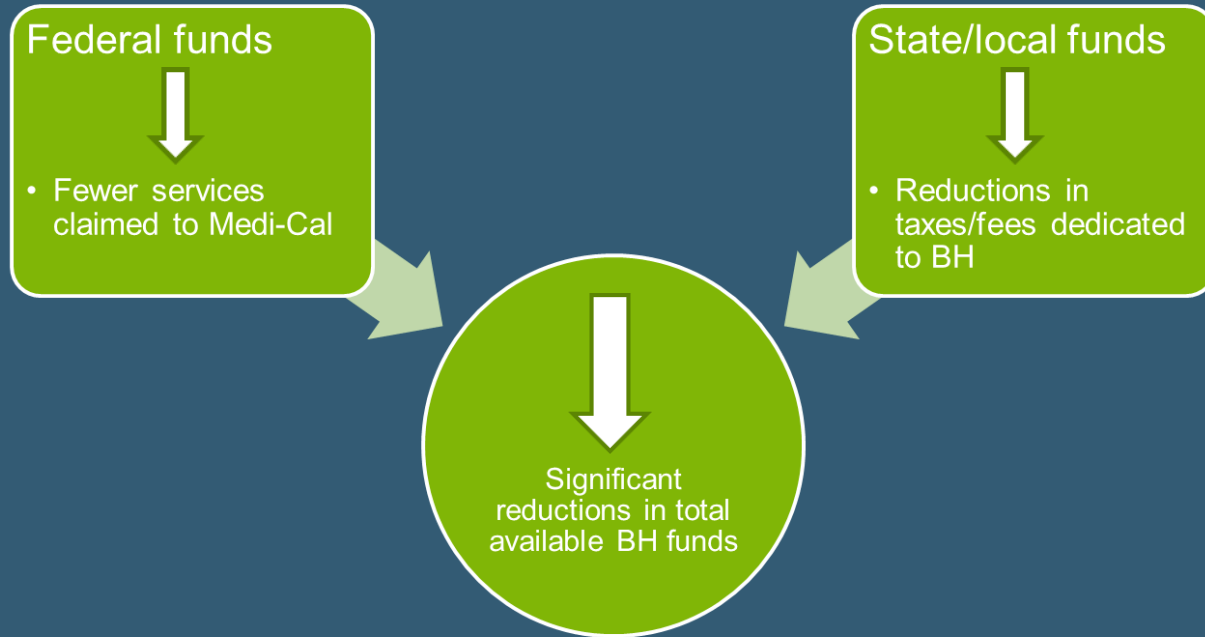 Federal funds
• Fewer services
claimed to Medi-Cal
State/local funds
• Reductions in
taxes/fees dedicated
to BH
Significant
reductions in total
available BH funds